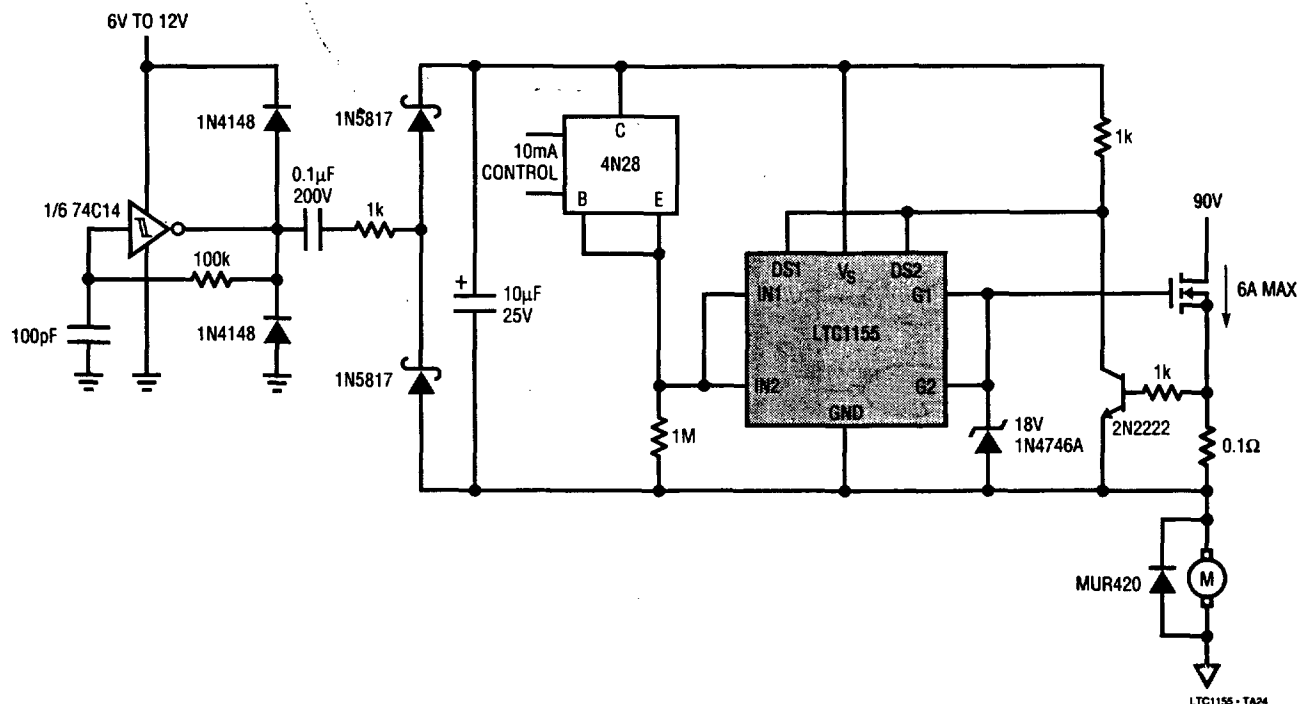 6V TO 12V
1N4148
1N5817
0.1µF
200V
1/6 74C14
1k
100k
100pF
1N4148
1N5817
+
10µF
25V
10mA
CONTROL
C
4N28
B
E
1M
DS1
VS
DS2
IN1
G1
LTC1155
IN2
G2
GND
18V
1N4746A
1k
90V
6A MAX
1k
2N2222
0.1Ω
MUR420
M
LTC1155 • TA24